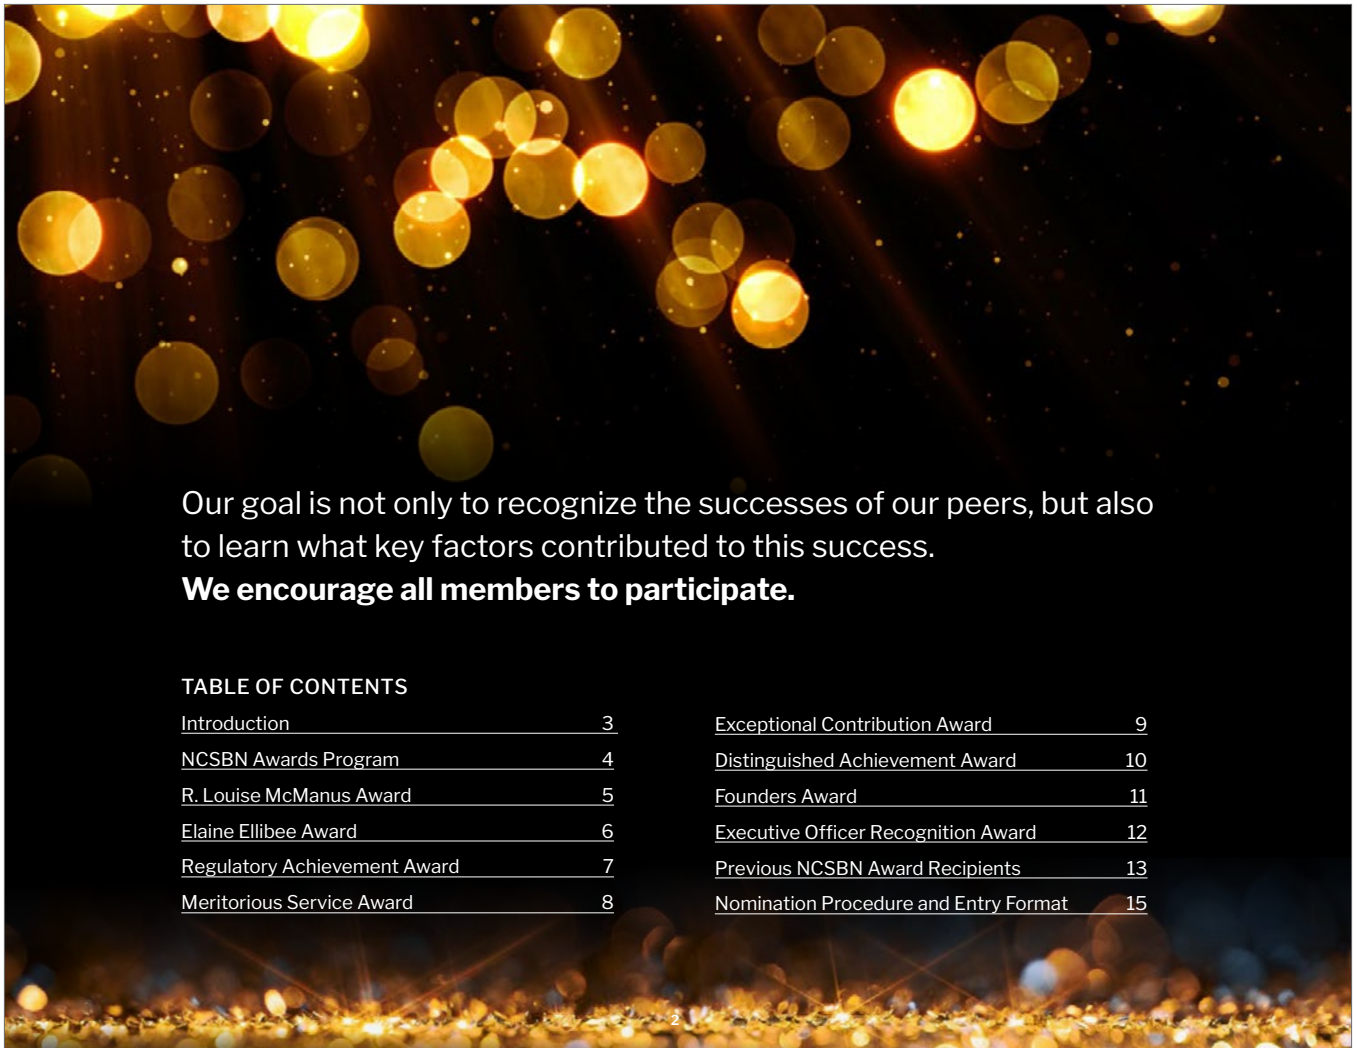 Our goal is not only to recognize the successes of our peers, but also
to learn what key factors contributed to this success.
We encourage all members to participate.
TABLE OF CONTENTS
Introduction 3
NCSBN Awards Program 4
R. Louise McManus Award 5
Elaine Ellibee Award 6
Regulatory Achievement Award 7
Meritorious Service Award 8
Exceptional Contribution Award 9
Distinguished Achievement Award 10
Founders Award 11
Executive Officer Recognition Award 12
Previous NCSBN Award Recipients 13
Nomination Procedure and Entry Format 15
2